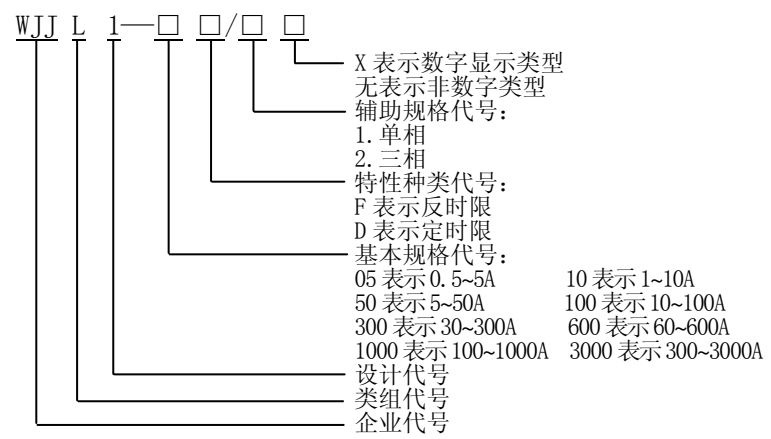 WJJ L 1—□ □/□ □
X 表示数字显示类型
无表示非数字类型
辅助规格代号：
1. 单相
2. 三相
特性种类代号：
F 表示反时限
D 表示定时限
基本规格代号：
05 表示 0.5~5A 10 表示 1~10A
50 表示 5~50A 100 表示 10~100A
300 表示 30~300A 600 表示 60~600A
1000 表示 100~1000A 3000 表示 300~3000A
设计代号
类组代号
企业代号